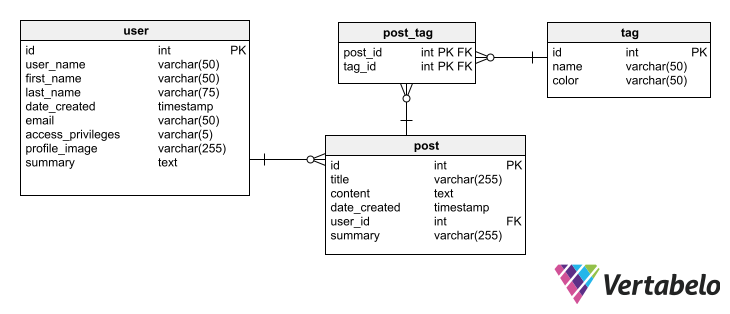 user
id int PK
user_name varchar(50)
first_name varchar(50)
last_name varchar(75)
date_created timestamp
email varchar(50)
access_privileges varchar(5)
profile_image varchar(255)
summary text
post_tag
post_id int PK FK
tag_id int PK FK
tag
id int PK
name varchar(50)
color varchar(50)
post
id int PK
title varchar(255)
content text
date_created timestamp
user_id int FK
summary varchar(255)
Vertabelo